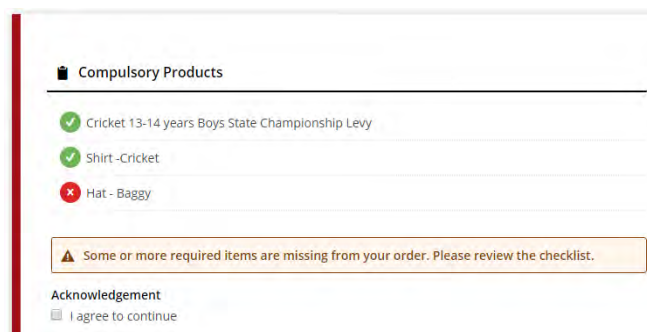 Compulsory Products
Cricket 13-14 years Boys State Championship Levy
Shirt -Cricket
Hat - Baggy
Some or more required items are missing from your order. Please review the checklist.
Acknowledgement
I agree to continue